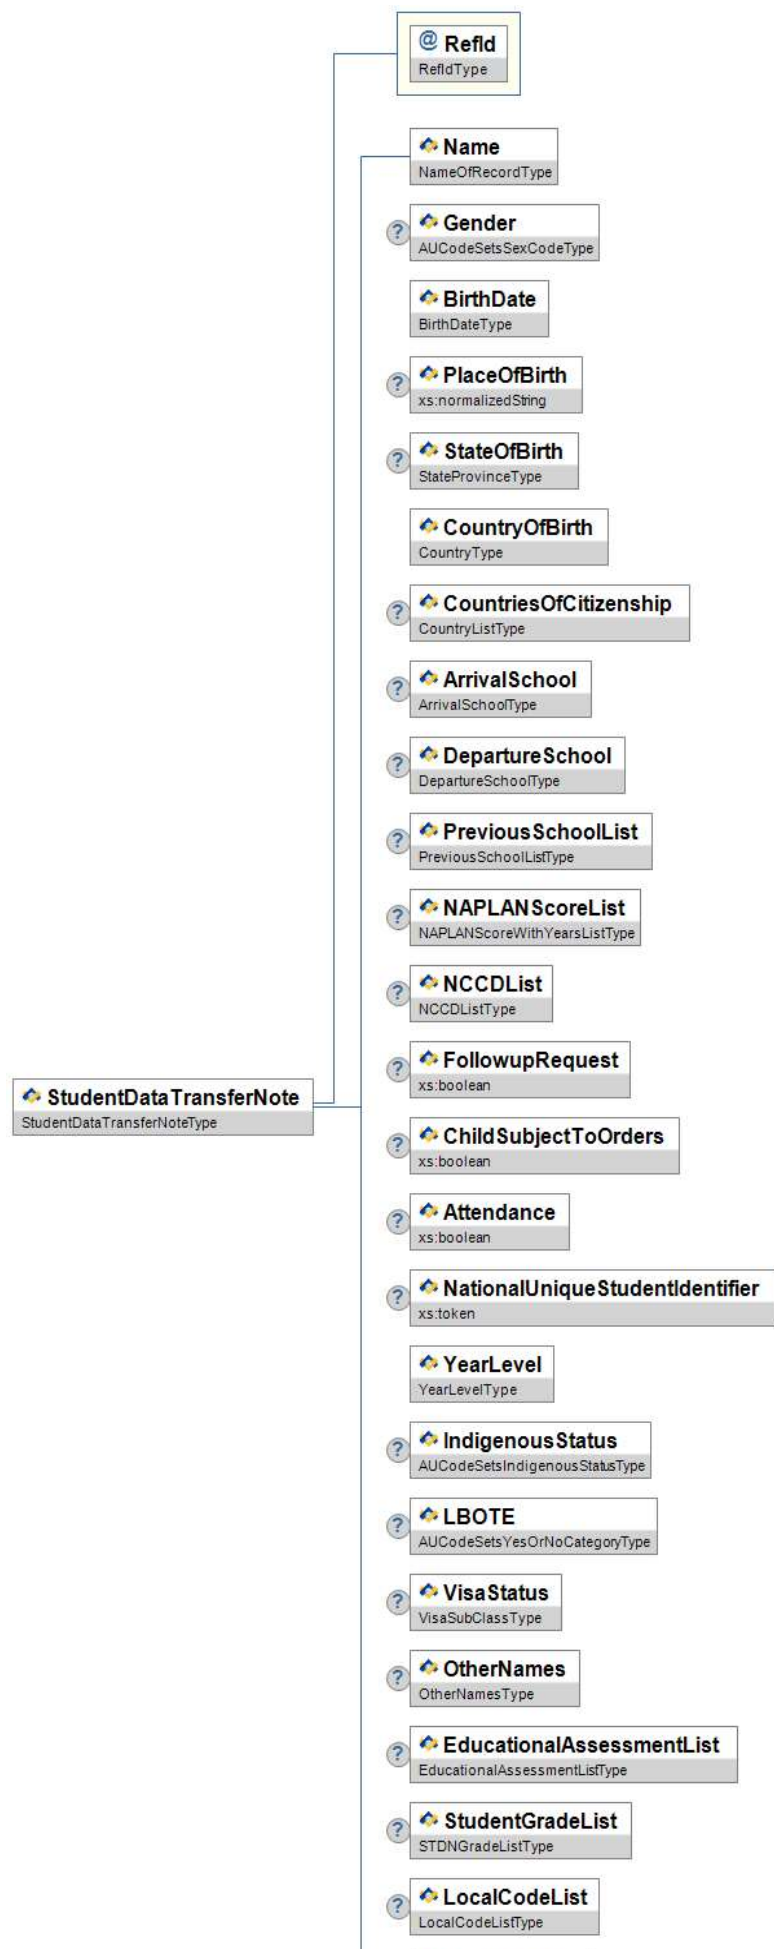 @ RefId
RefIdType
Name
NameOfRecordType
? Gender
AUCodeSetsSexCodeType
BirthDate
BirthDateType
? PlaceOfBirth
xs:normalizedString
? StateOfBirth
StateProvinceType
CountryOfBirth
CountryType
? CountriesOfCitizenship
CountryListType
? ArrivalSchool
ArrivalSchoolType
? DepartureSchool
DepartureSchoolType
? PreviousSchoolList
PreviousSchoolListType
? NAPLANScoreList
NAPLANScoreWithYearsListType
? NCCDList
NCCDListType
? FollowupRequest
xs:boolean
StudentDataTransferNote
StudentDataTransferNoteType
? ChildSubjectToOrders
xs:boolean
? Attendance
xs:boolean
? NationalUniqueStudentIdentifier
xs:token
YearLevel
YearLevelType
? IndigenousStatus
AUCodeSetsIndigenousStatusType
? LBOTE
AUCodeSetsYesOrNoCategoryType
? VisaStatus
VisaSubClassType
? OtherNames
OtherNamesType
? EducationalAssessmentList
EducationalAssessmentListType
? StudentGradeList
STDNGradeListType
? LocalCodeList
LocalCodeListType